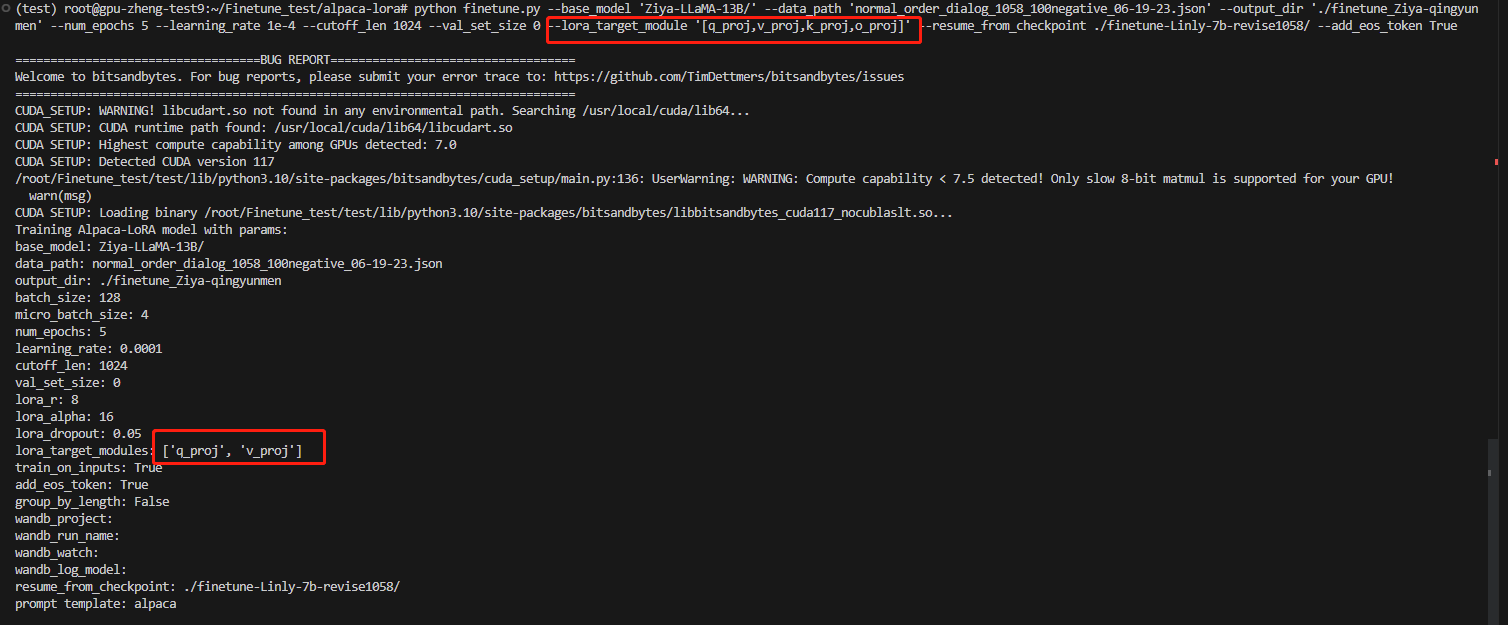 (test) root@gpu-zheng-test9:~/Finetune_test/alpaca-lora# python finetune.py --base_model 'Ziya-LLaMA-13B/' --data_path 'normal_order_dialog_1058_100negative_06-19-23.json' --output_dir './finetune_Ziya-qingyun
men' --num_epochs 5 --learning_rate 1e-4 --cutoff_len 1024 --val_set_size 0 --lora_target_module '[q_proj,v_proj,k_proj,o_proj]' --resume_from_checkpoint ./finetune-Linly-7b-revise1058/ --add_eos_token True
===================================BUG REPORT===================================
Welcome to bitsandbytes. For bug reports, please submit your error trace to: https://github.com/TimDettmers/bitsandbytes/issues
================================================================================
CUDA_SETUP: WARNING! libcudart.so not found in any environmental path. Searching /usr/local/cuda/lib64...
CUDA SETUP: CUDA runtime path found: /usr/local/cuda/lib64/libcudart.so
CUDA SETUP: Highest compute capability among GPUs detected: 7.0
CUDA SETUP: Detected CUDA version 117
/root/Finetune_test/test/lib/python3.10/site-packages/bitsandbytes/cuda_setup/main.py:136: UserWarning: WARNING: Compute capability < 7.5 detected! Only slow 8-bit matmul is supported for your GPU!
  warn(msg)
CUDA SETUP: Loading binary /root/Finetune_test/test/lib/python3.10/site-packages/bitsandbytes/libbitsandbytes_cuda117_nocublaslt.so...
Training Alpaca-LoRA model with params:
base_model: Ziya-LLaMA-13B/
data_path: normal_order_dialog_1058_100negative_06-19-23.json
output_dir: ./finetune_Ziya-qingyunmen
batch_size: 128
micro_batch_size: 4
num_epochs: 5
learning_rate: 0.0001
cutoff_len: 1024
val_set_size: 0
lora_r: 8
lora_alpha: 16
lora_dropout: 0.05
lora_target_modules: ['q_proj', 'v_proj']
train_on_inputs: True
add_eos_token: True
group_by_length: False
wandb_project:
wandb_run_name:
wandb_watch:
wandb_log_model:
resume_from_checkpoint: ./finetune-Linly-7b-revise1058/
prompt template: alpaca